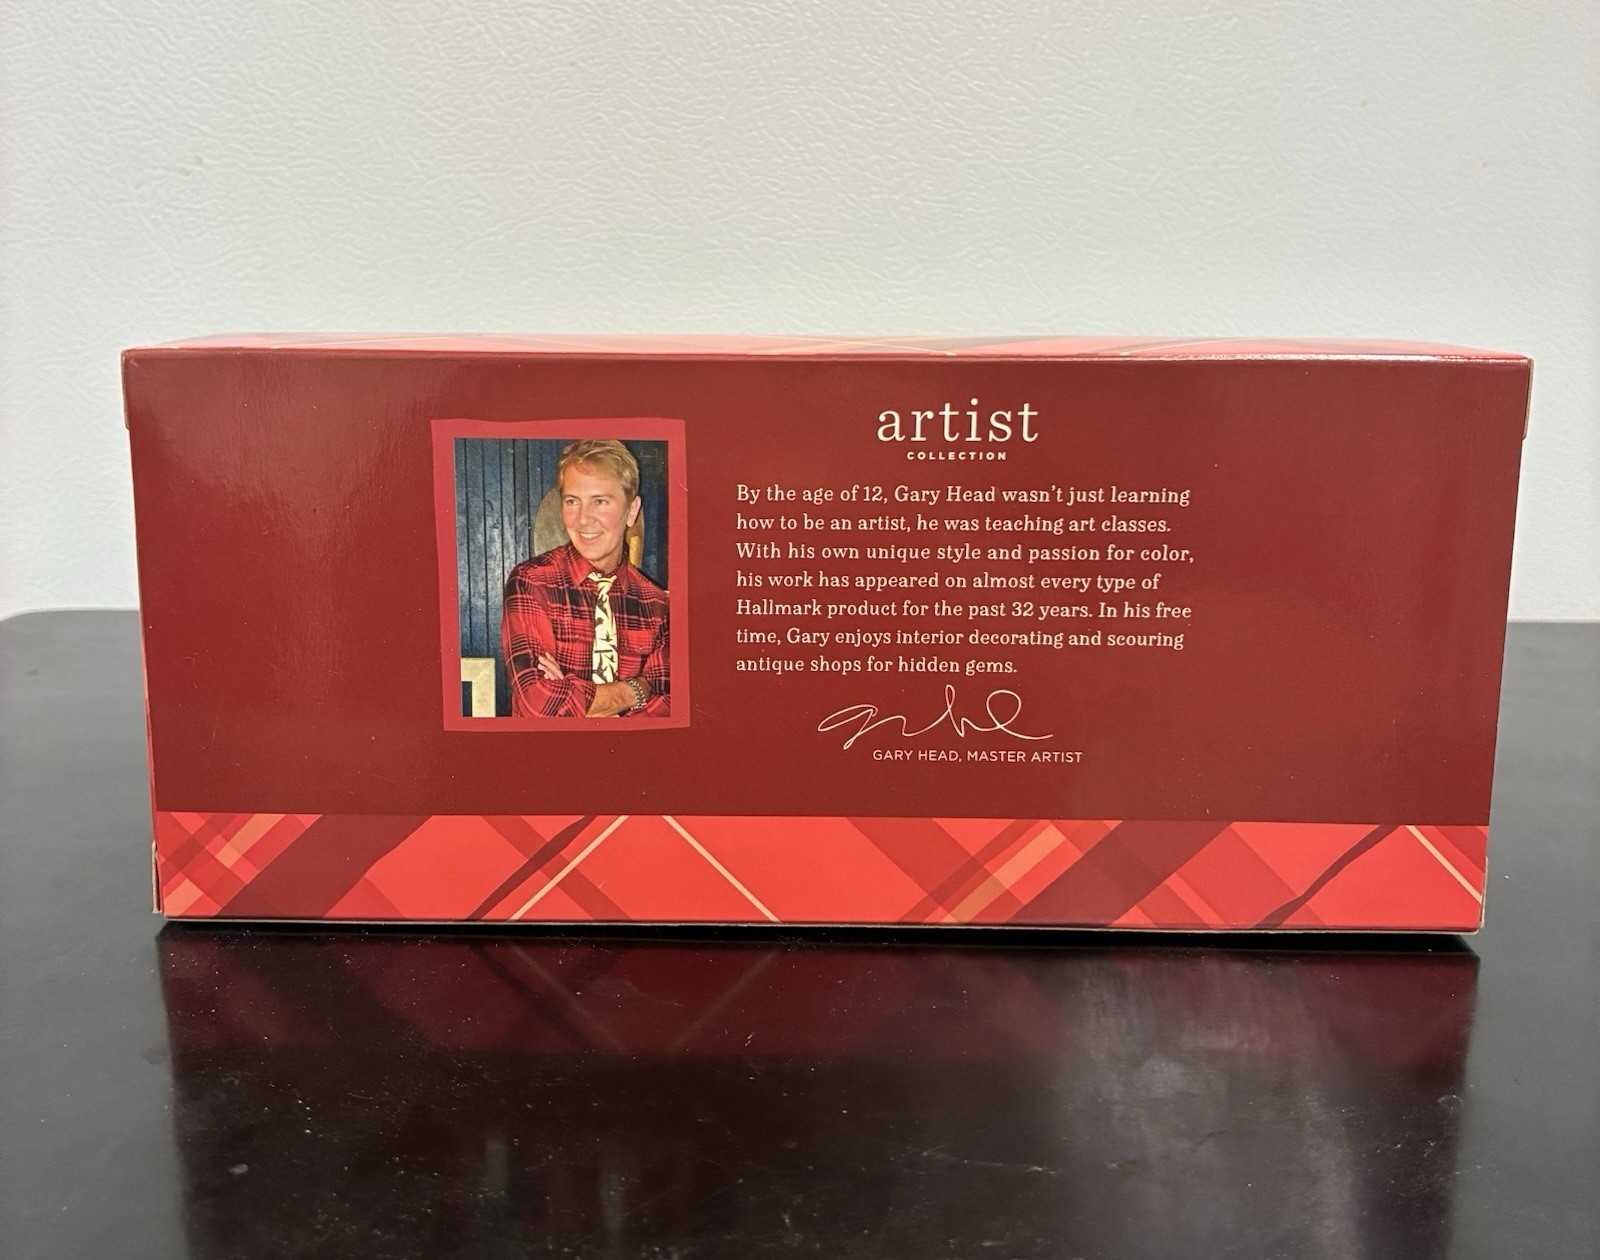 artist
COLLECTION
By the age of 12, Gary Head wasn't just learning
how to be an artist, he was teaching art classes.
With his own unique style and passion for color,
his work has appeared on almost every type of
Hallmark product for the past 32 years. In his free
time, Gary enjoys interior decorating and scouring
antique shops for hidden gems.
GARY HEAD, MASTER ARTIST